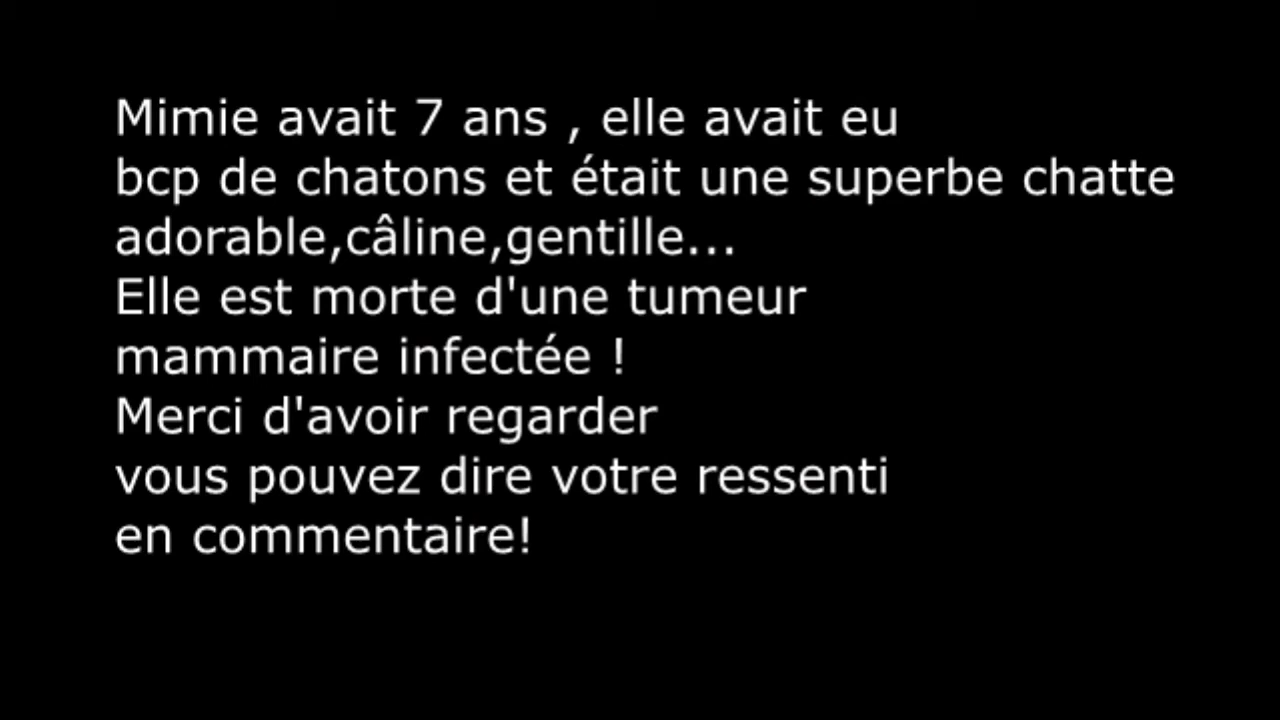 Mimie avait 7 ans , elle avait eu
bcp de chatons et était une superbe chatte
adorable,câline,gentille...
Elle est morte d'une tumeur
mammaire infectée !
Merci d'avoir regarder
vous pouvez dire votre ressenti
en commentaire!